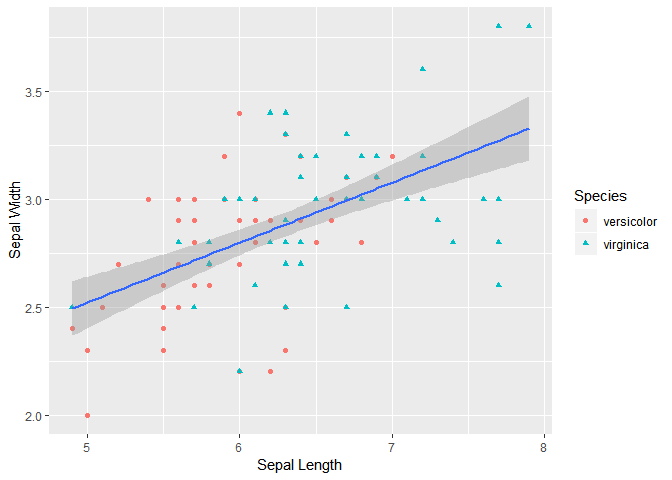 3.5
3.0
2.5
2.0
Sepal Width
5
6
7
8
Sepal Length
Species
versicolor
virginica